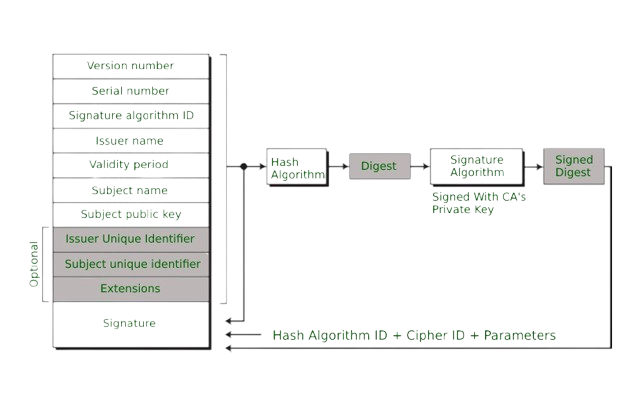 Version number
Serial number
Signature algorithm ID
Issuer name
Validity period
Subject name
Subject public key
Optional
Issuer Unique Identifier
Subject unique identifier
Extensions
Signature
Hash
Algorithm
Digest
Signature
Algorithm
Signed With CA's
Private Key
Signed
Digest
Hash Algorithm ID + Cipher ID + Parameters